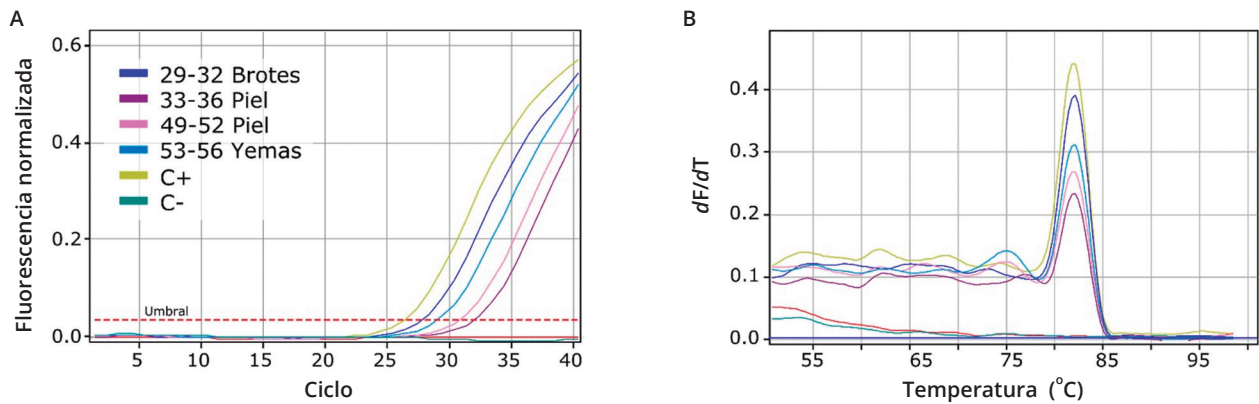 A
Fluorescencia normalizada
0.6
0.4
0.2
0.0
29-32 Brotes
33-36 Piel
49-52 Piel
53-56 Yemas
C+
C-
Umbral
5 10 15 20 25 30 35 40
Ciclo
B
dF/dT
0.4
0.3
0.2
0.1
0.0
55 65 75 85 95
Temperatura (°C)